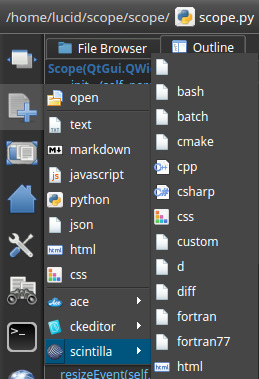 /home/lucid/scope/scope/ scope.py
File Browser Outline
Scope(QtGui.QWi
open
text
markdown
javascript
python
json
html
css
ace
ckeditor
scintilla
bash
batch
cmake
cpp
csharp
css
custom
d
diff
fortran
fortran77
html
resizeEvent(self.